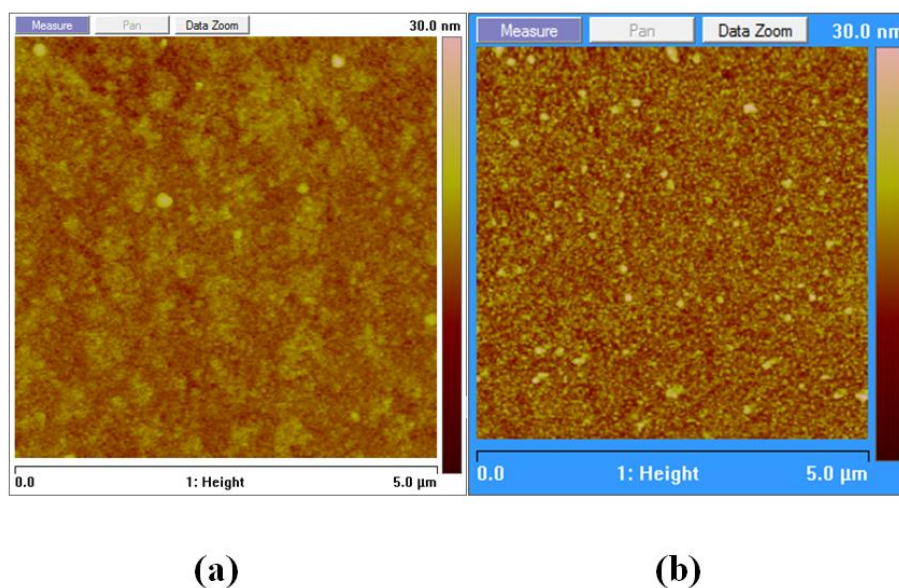 Measure Pan Data Zoom 30.0 nm
0.0 1: Height 5.0 µm
Measure Pan Data Zoom 30.0 nm
0.0 1: Height 5.0 µm
(a) (b)